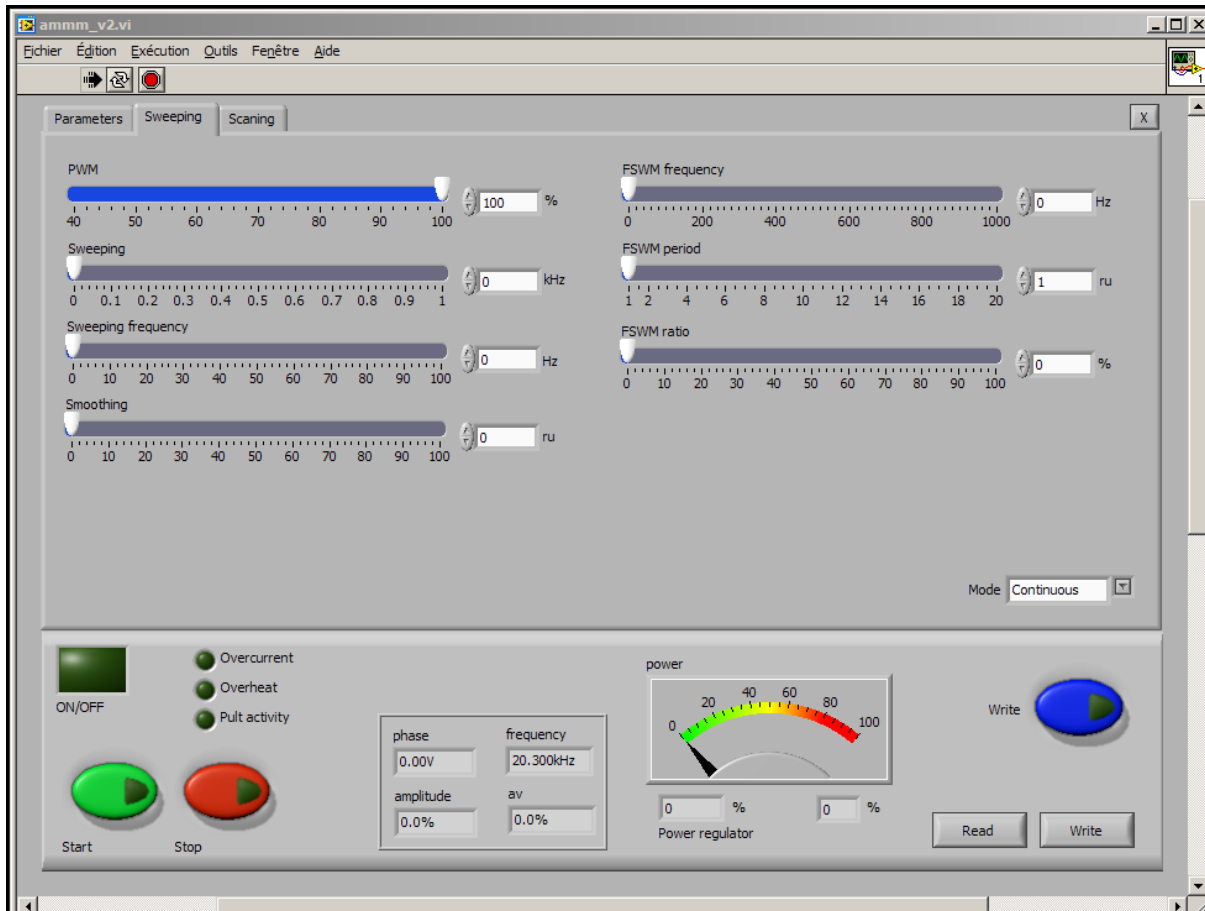 ammm_v2.vi
Fichier Édition Exécution Outils Fenêtre Aide
1
Parameters Sweeping Scaning X
PWM
100 %
40 50 60 70 80 90 100
Sweeping
0 kHz
0 0.1 0.2 0.3 0.4 0.5 0.6 0.7 0.8 0.9 1
Sweeping frequency
0 Hz
0 10 20 30 40 50 60 70 80 90 100
Smoothing
0 ru
0 10 20 30 40 50 60 70 80 90 100
FSWM frequency
0 Hz
0 200 400 600 800 1000
FSWM period
1 ru
1 2 4 6 8 10 12 14 16 18 20
FSWM ratio
0 %
0 10 20 30 40 50 60 70 80 90 100
Mode Continuous
ON/OFF
Overcurrent
Overheat
Pult activity
Start Stop
phase frequency
0.00V 20.300kHz
amplitude av
0.0% 0.0%
power
0 20 40 60 80 100
0 % 0 %
Power regulator
Write
Read Write